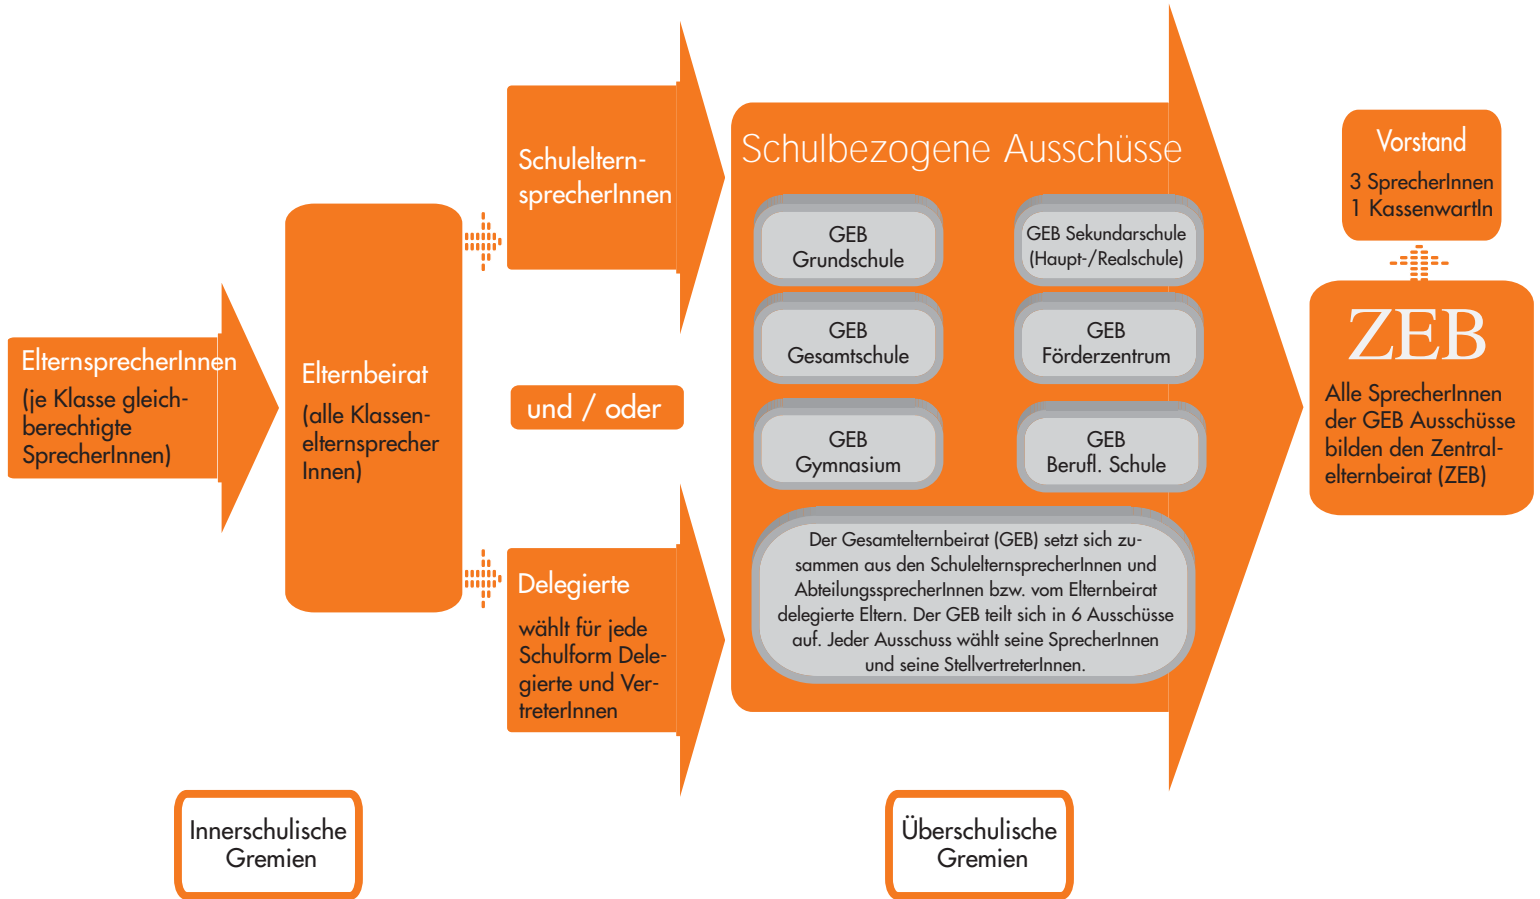 ElternsprecherInnen
(je Klasse gleich-
berechtigte
SprecherInnen)
Elternbeirat
(alle Klassen-
elternsprecher
Innen)
Schuleltern-
sprecherInnen
und / oder
Delegierte
wählt für jede
Schulform Dele-
gierte und Ver-
treterInnen
Schulbezogene Ausschüsse
GEB
Grundschule
GEB Sekundarschule
(Haupt-/Realschule)
GEB
Gesamtschule
GEB
Förderzentrum
GEB
Gymnasium
GEB
Berufl. Schule
Der Gesamtelternbeirat (GEB) setzt sich zu-
sammen aus den SchulelternsprecherInnen und
AbteilungssprecherInnen bzw. vom Elternbeirat
delegierte Eltern. Der GEB teilt sich in 6 Ausschüsse
auf. Jeder Ausschuss wählt seine SprecherInnen
und seine StellvertreterInnen.
Vorstand
3 SprecherInnen
1 KassenwartIn
ZEB
Alle SprecherInnen
der GEB Ausschüsse
bilden den Zentral-
elternbeirat (ZEB)
Innerschulische
Gremien
Überschulische
Gremien